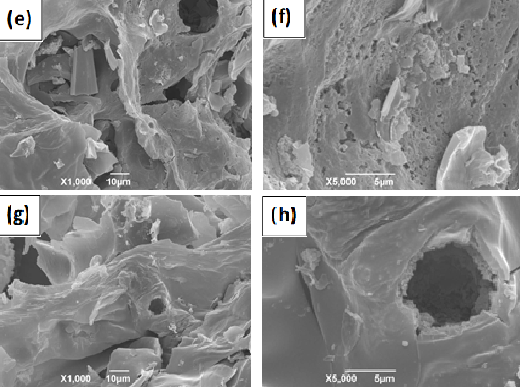 (e)
(f)
X1,000 10µm
X5,000 5µm
(g)
(h)
X1,000 10µm
X5,000 5µm